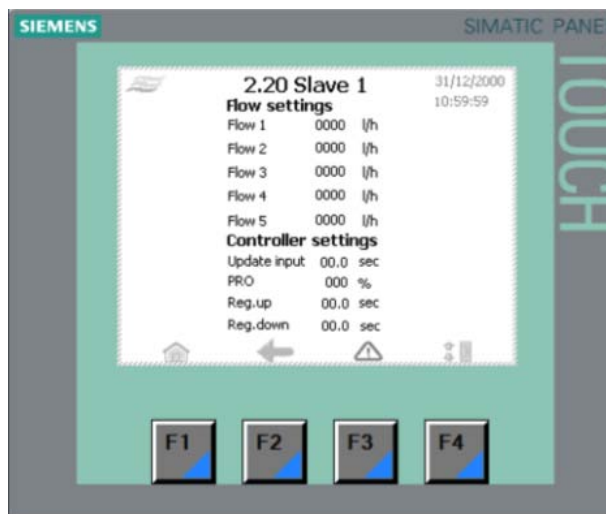 SIEMENS
SIMATIC PANE
TOUCH
2.20 Slave 1
31/12/2000
10:59:59
Flow settings
Flow 1 0000 l/h
Flow 2 0000 l/h
Flow 3 0000 l/h
Flow 4 0000 l/h
Flow 5 0000 l/h
Controller settings
Update input 00.0 sec
PRO 000 %
Reg.up 00.0 sec
Reg.down 00.0 sec
F1 F2 F3 F4